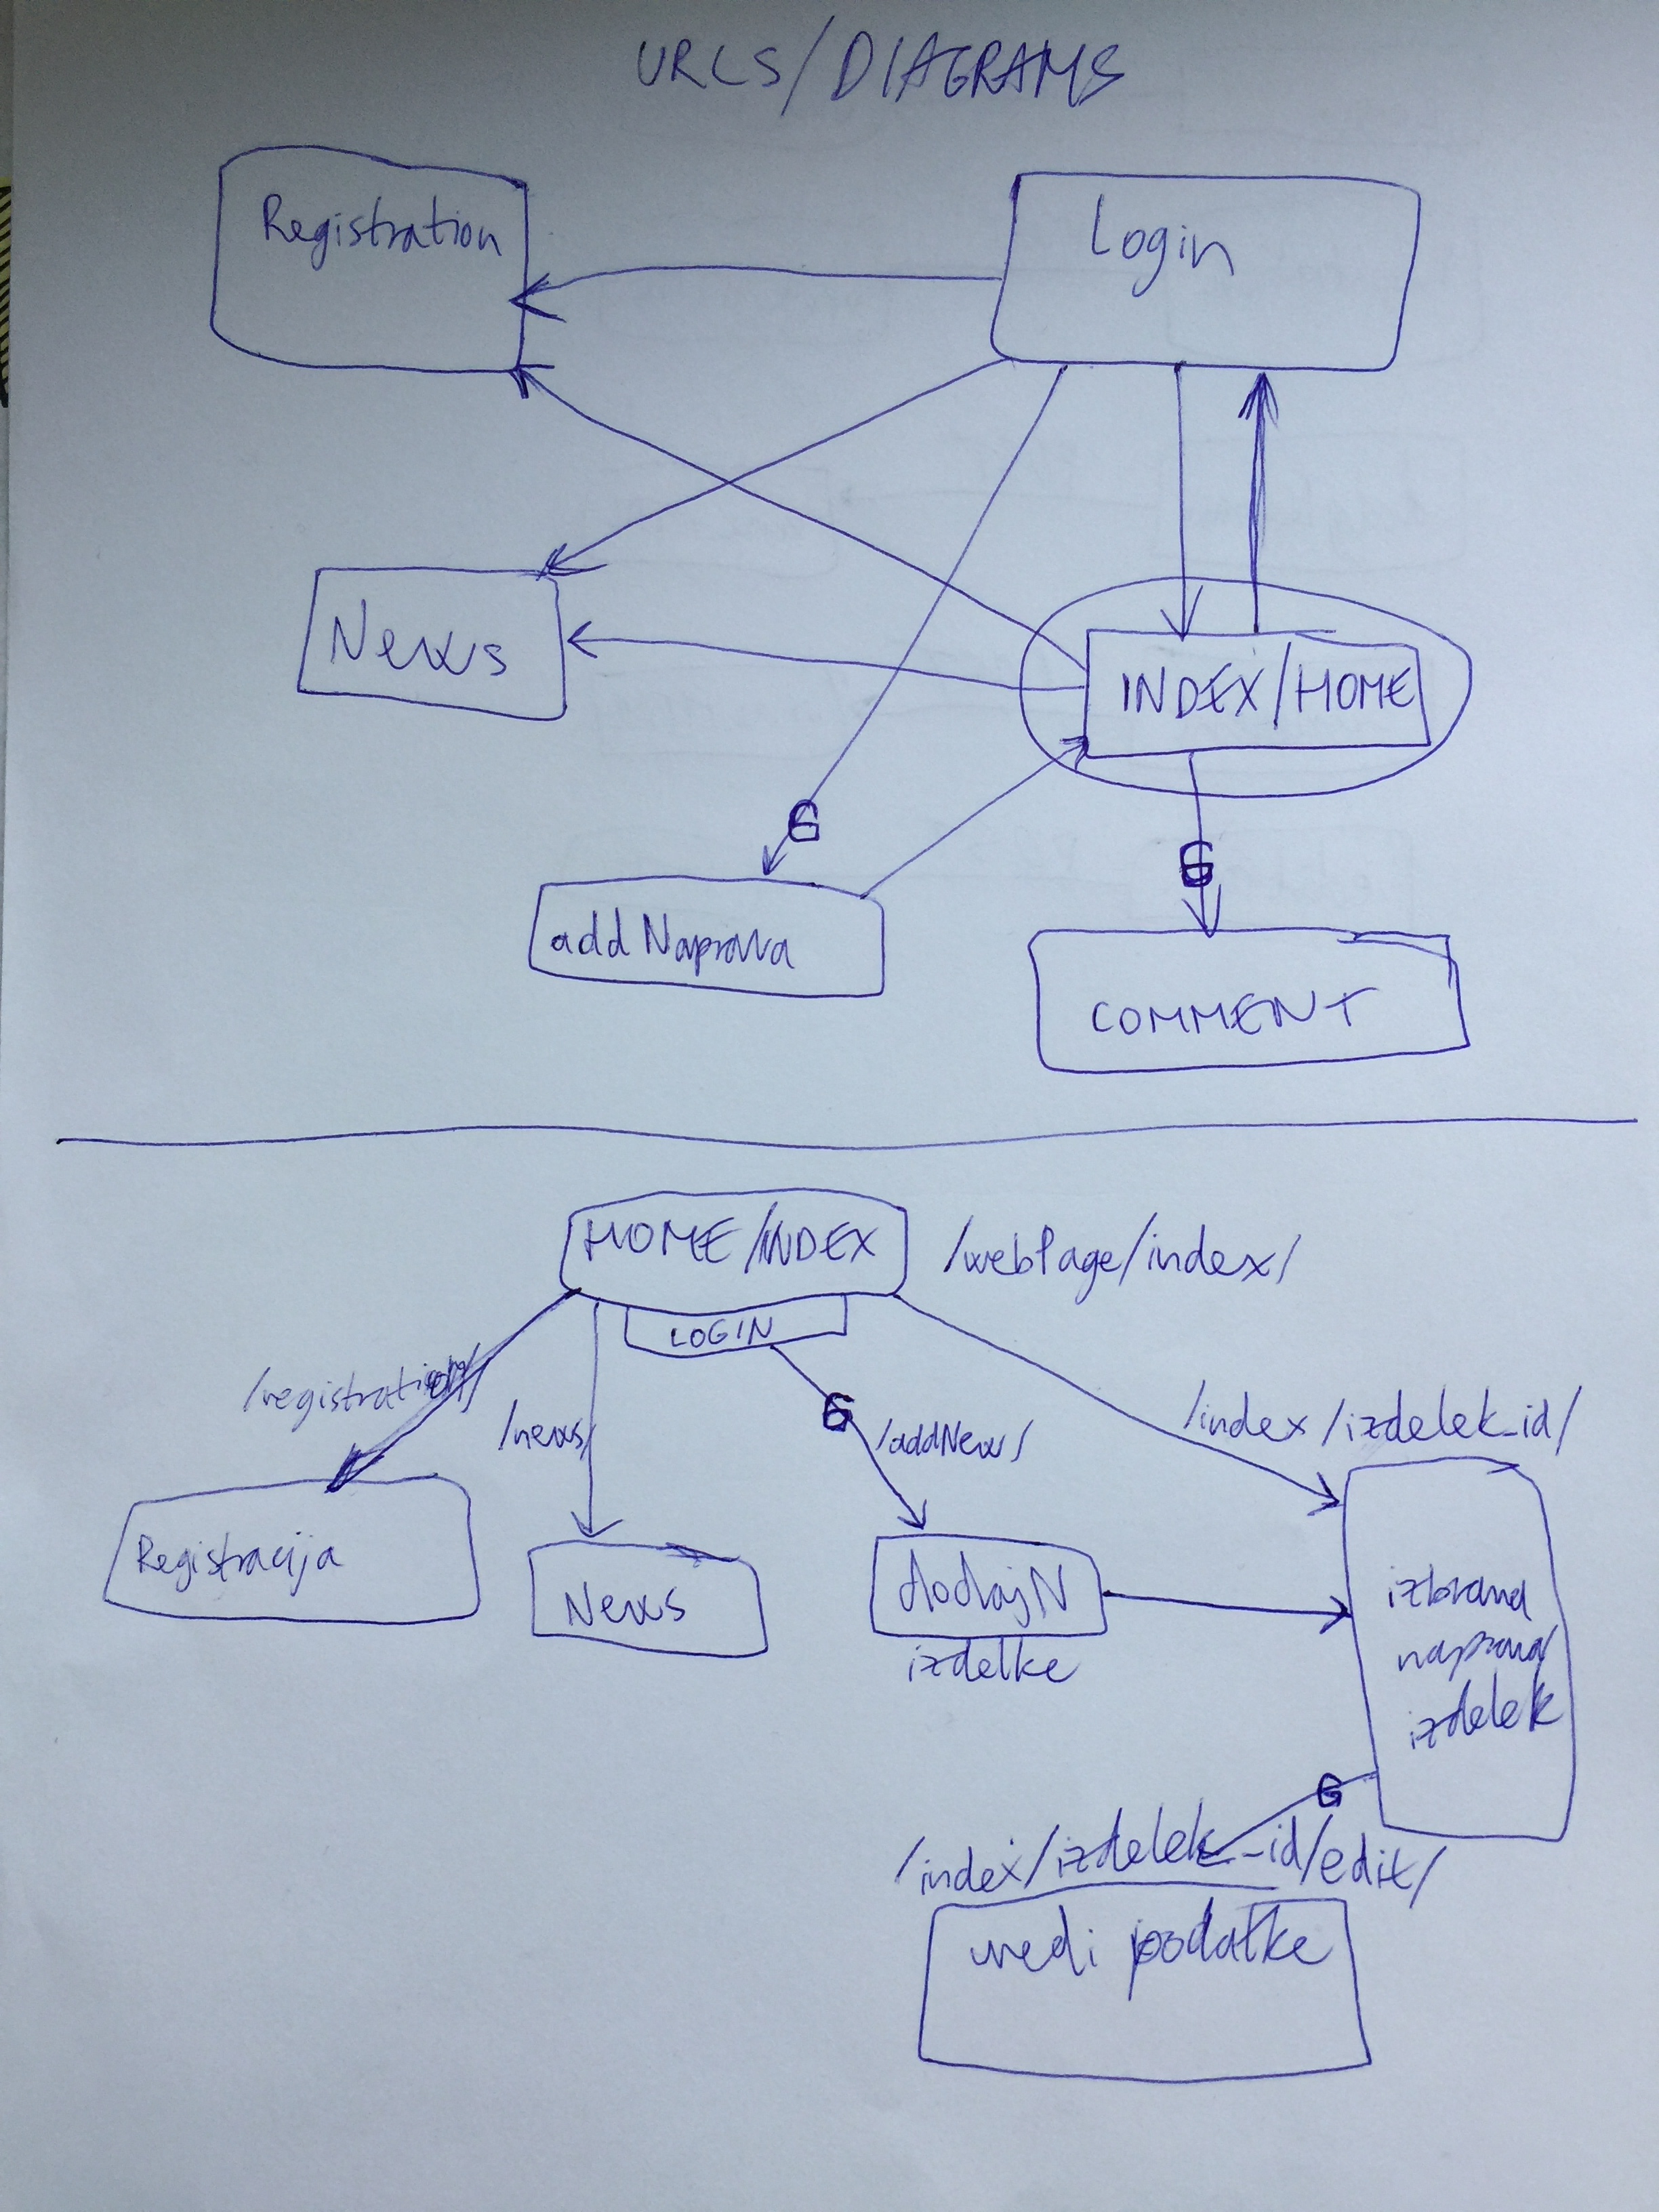 URLS/DIAGRAMS
Registration
Login
News
INDEX/HOME
addNaprava
COMMENT
HOME/INDEX
/webPage/index/
LOGIN
/registration/
/news/
/addNew/
/index/izdelek_id/
Registracija
News
dodajN
izdelke
izbrana
naprava/
izdelek
/index/izdelek_id/edit/
uredi podatke